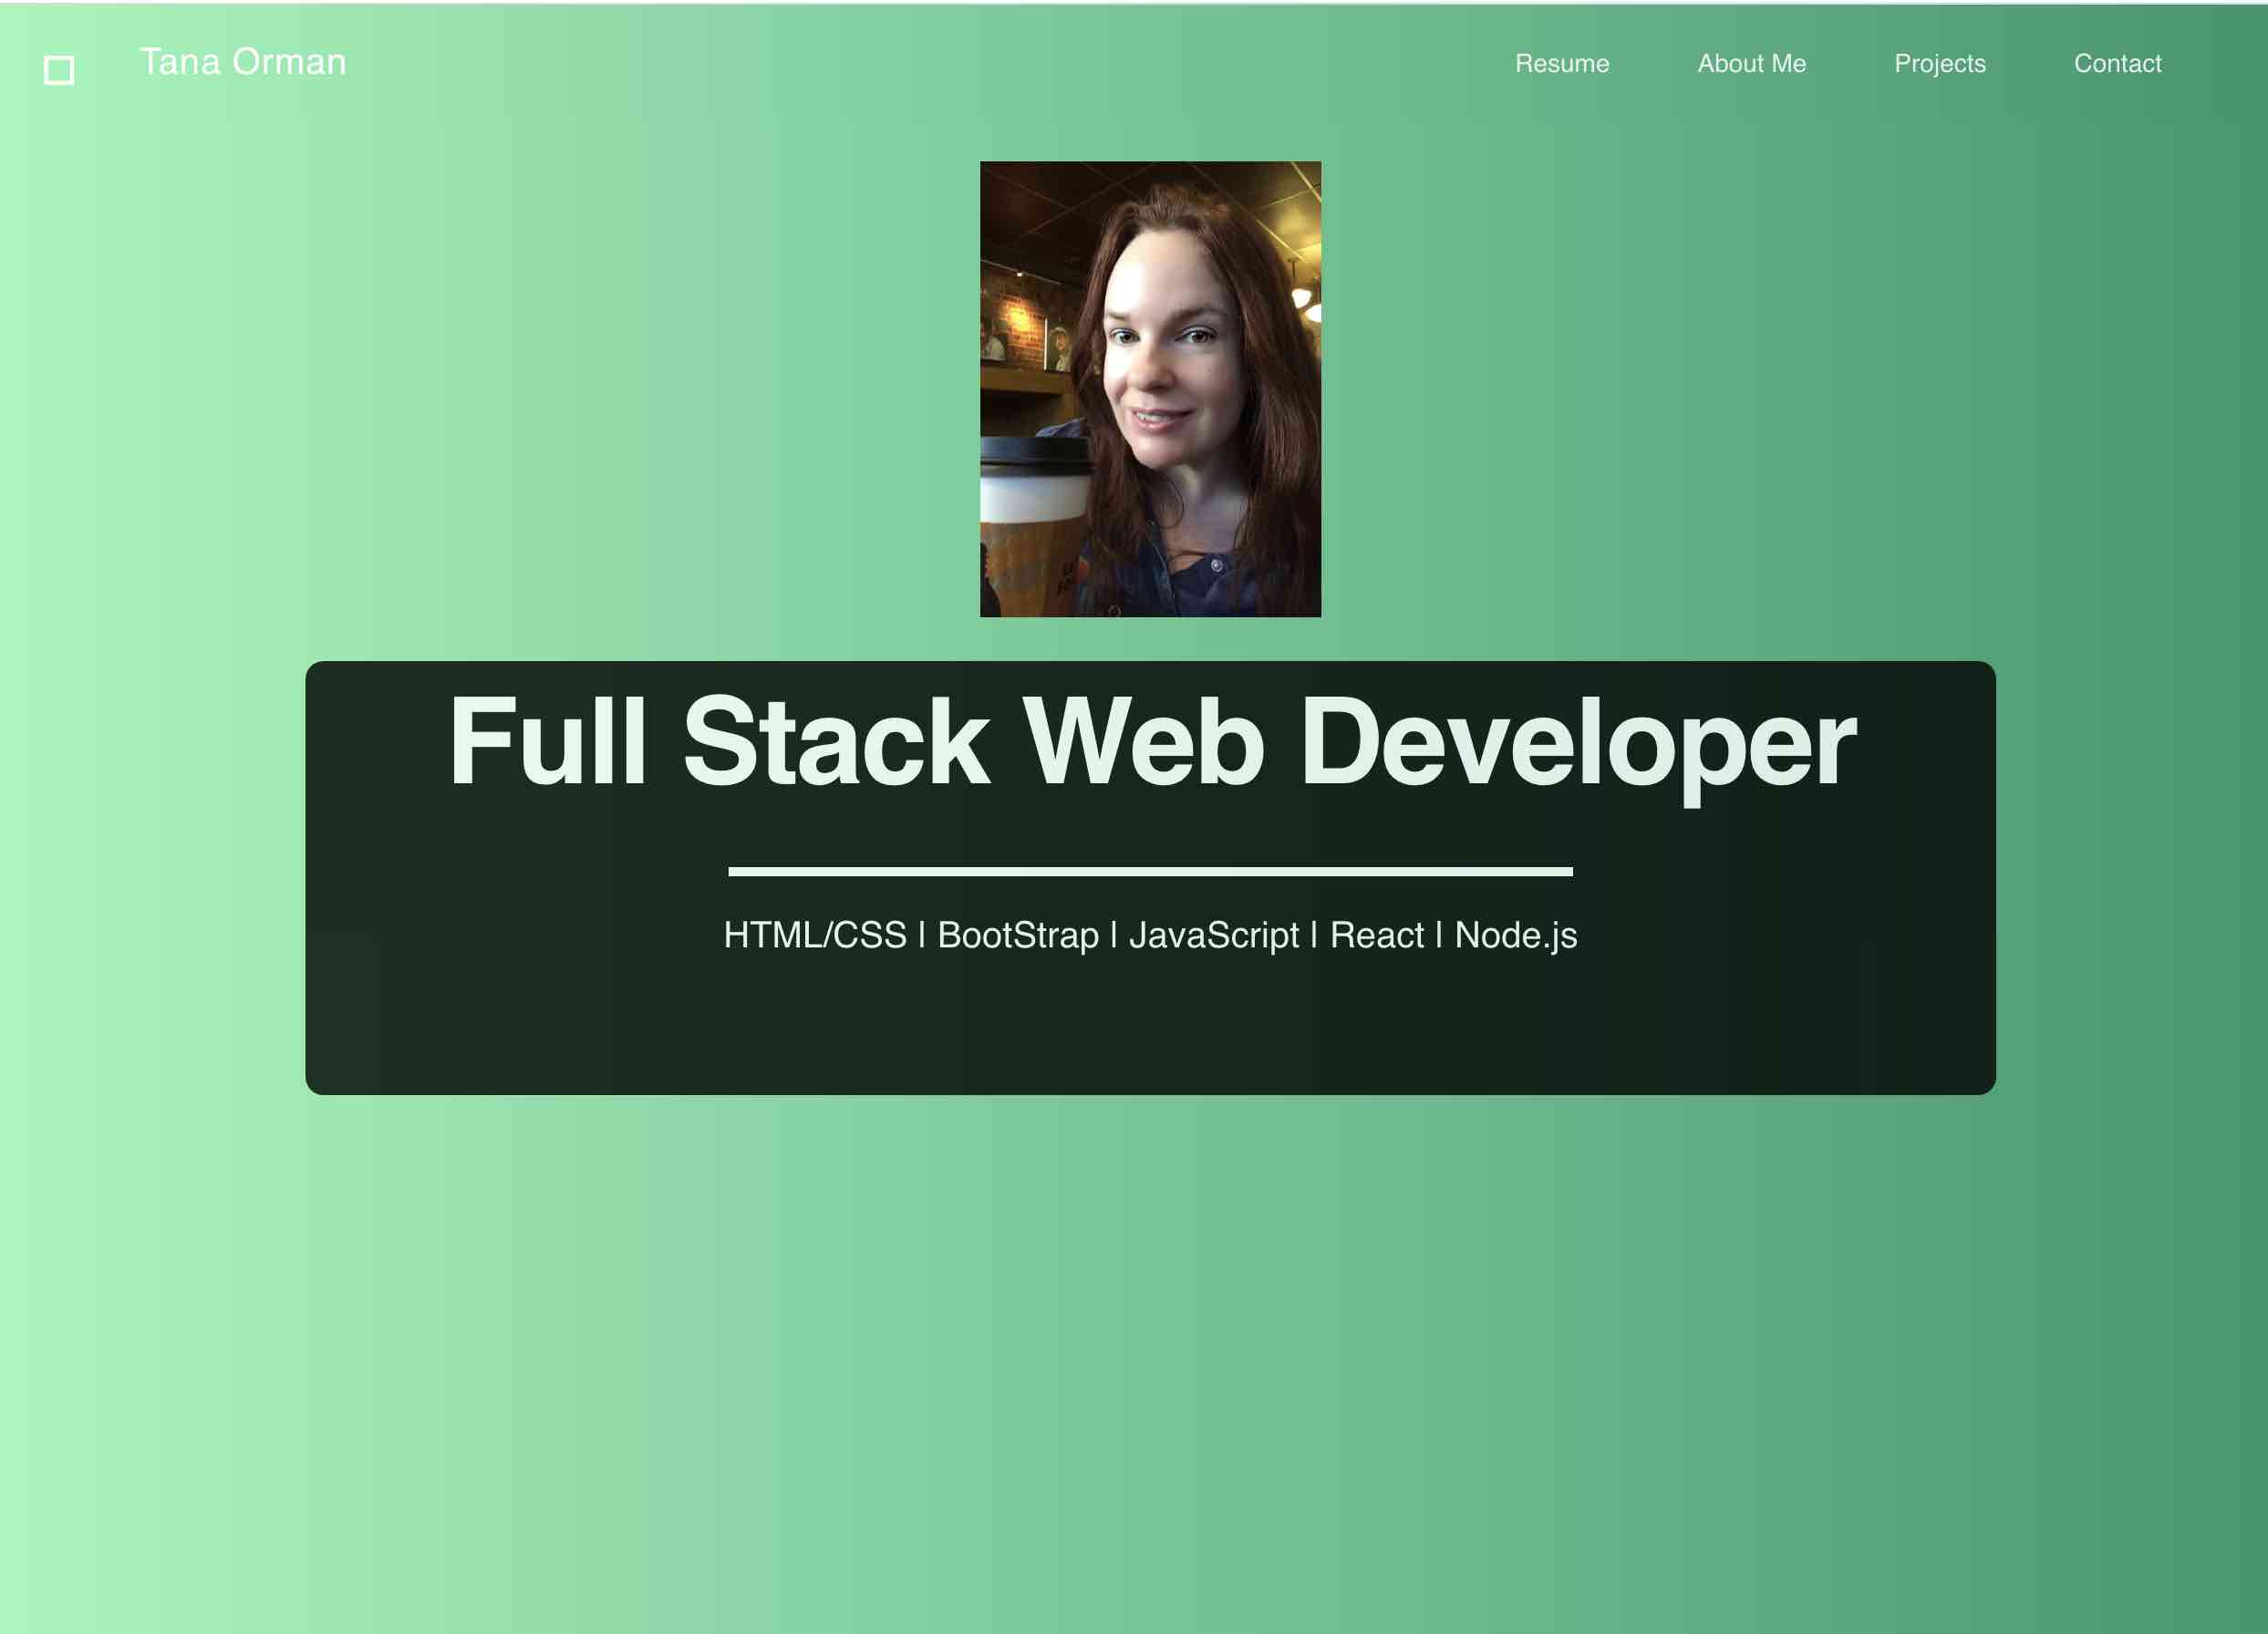 Tana Orman
Resume
About Me
Projects
Contact
Full Stack Web Developer
HTML/CSS | BootStrap | JavaScript | React | Node.js